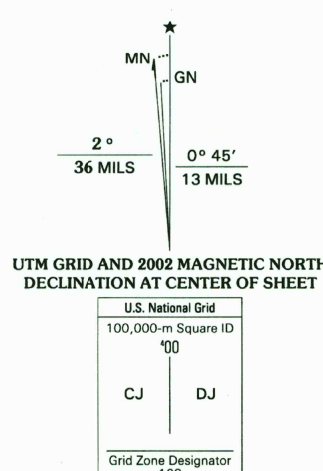 ★
MN
GN
2°
36 MILS
0° 45′
13 MILS
UTM GRID AND 2002 MAGNETIC NORTH
DECLINATION AT CENTER OF SHEET
U.S. National Grid
100,000-m Square ID
⁴00
CJ DJ
Grid Zone Designator